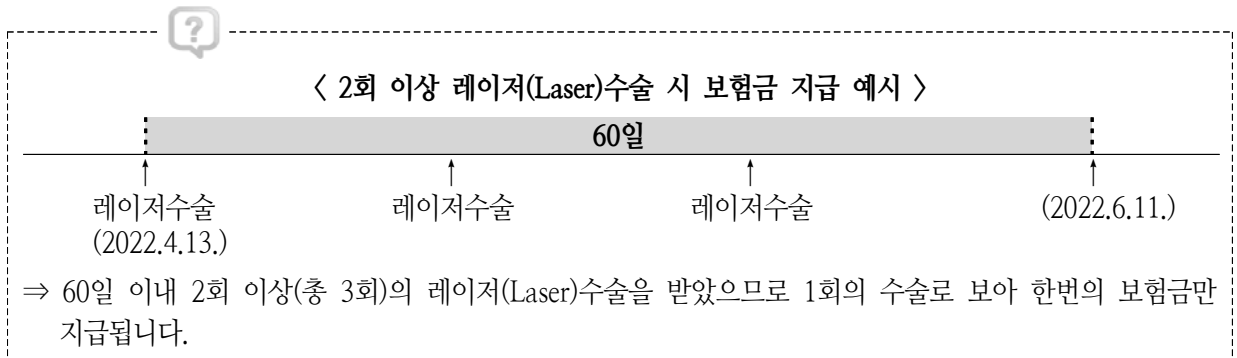 ?
〈 2회 이상 레이저(Laser)수술 시 보험금 지급 예시 〉
60일
레이저수술 레이저수술 레이저수술 (2022.6.11.)
(2022.4.13.)
⇒ 60일 이내 2회 이상(총 3회)의 레이저(Laser)수술을 받았으므로 1회의 수술로 보아 한번의 보험금만
지급됩니다.